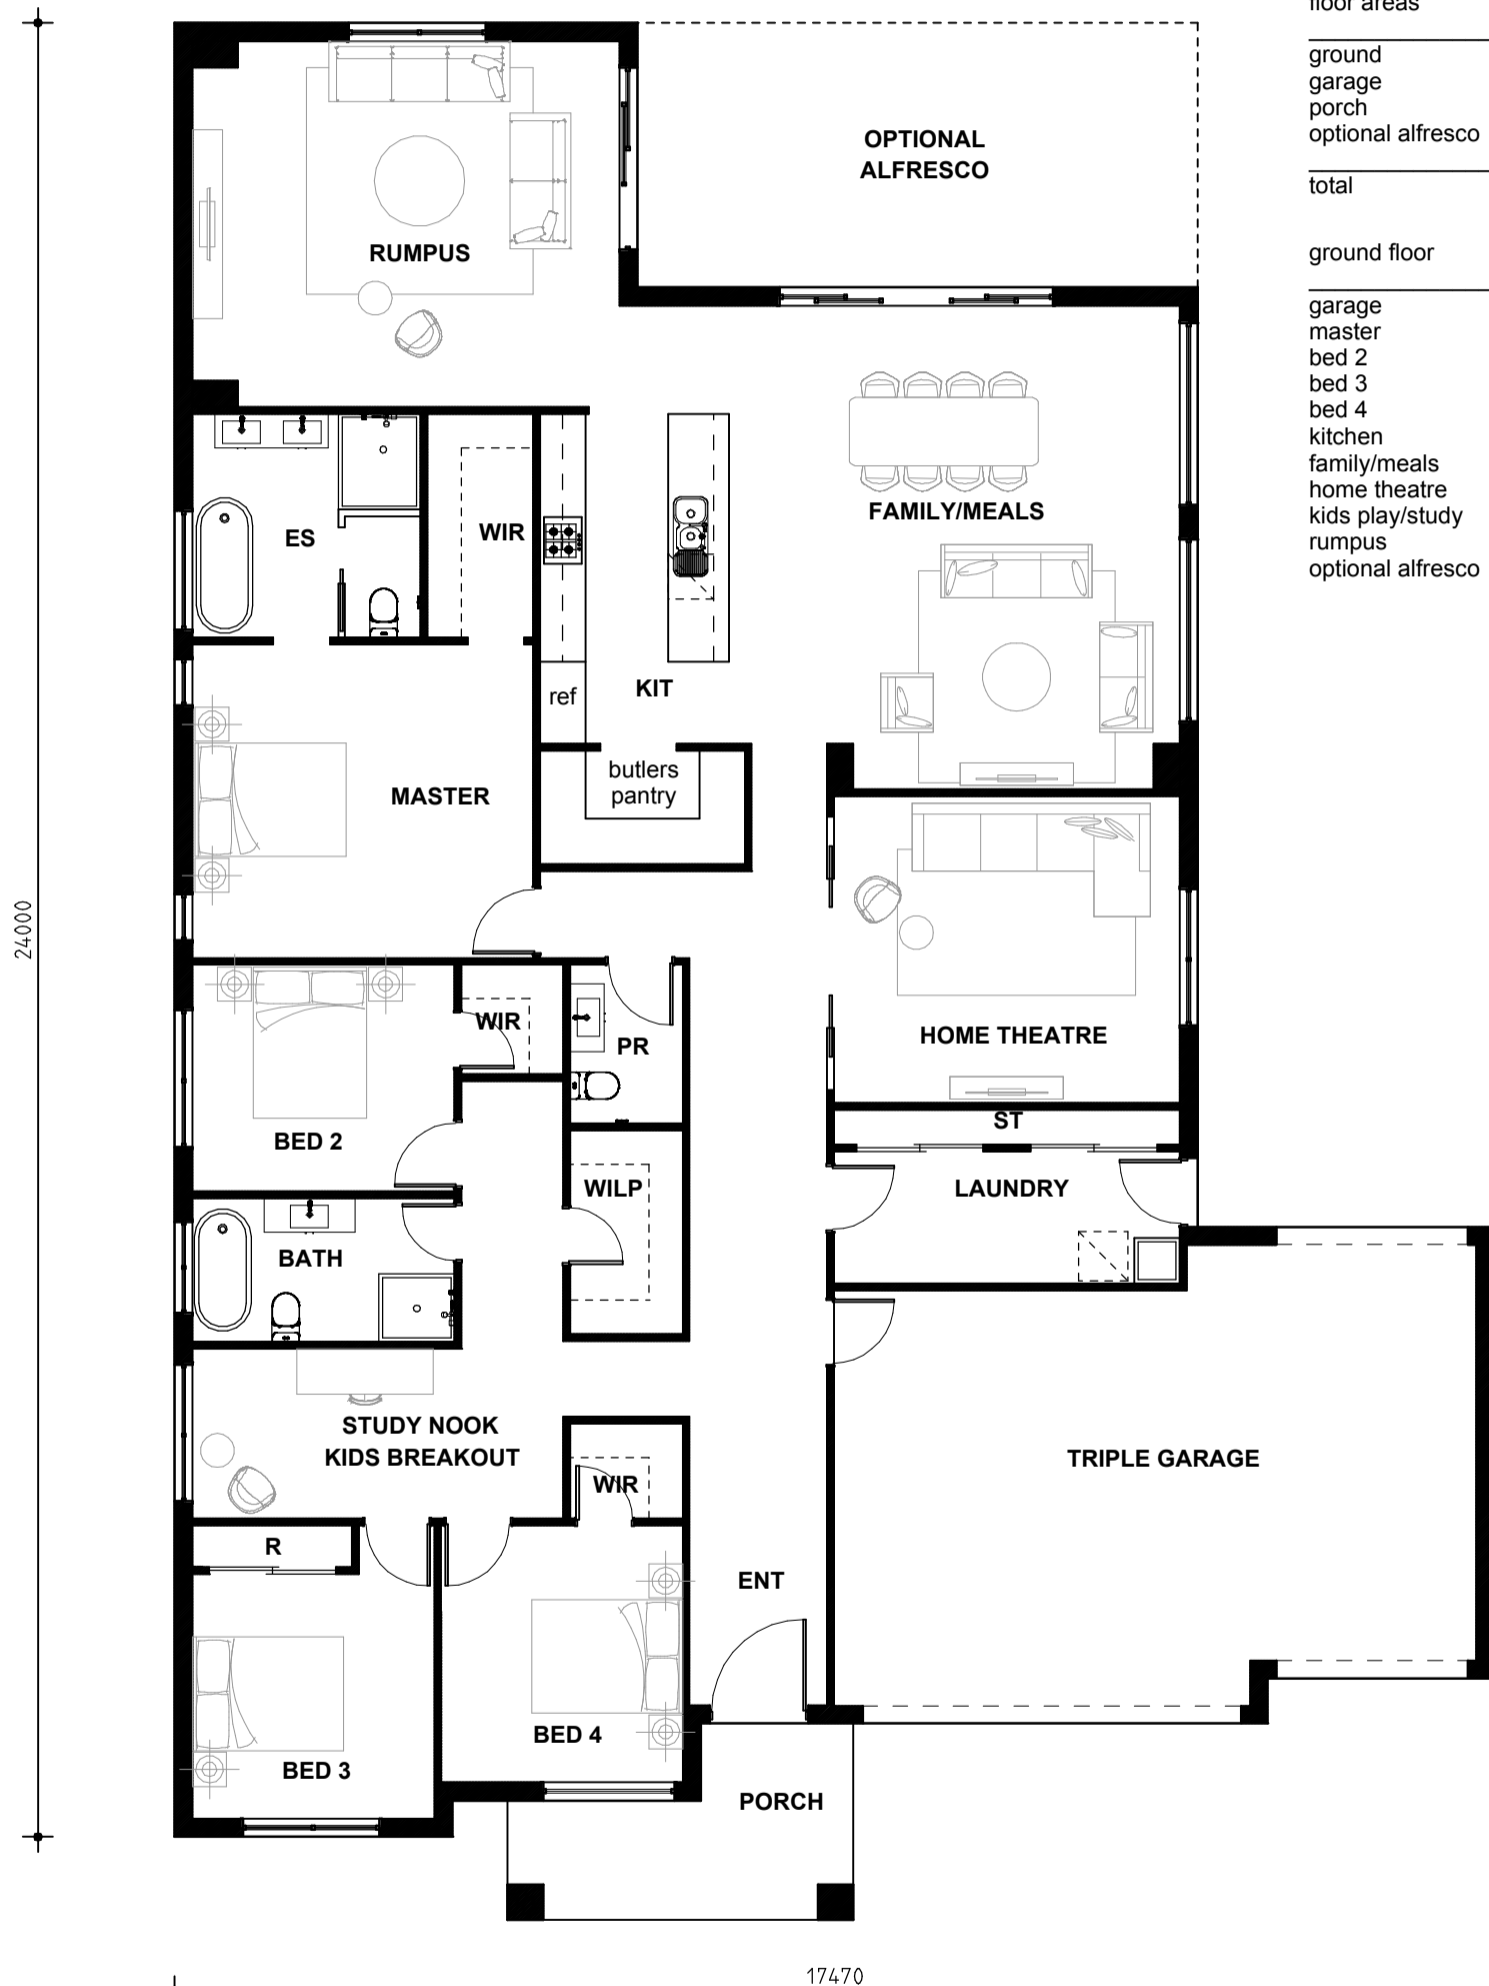 floor areas
ground
garage
porch
optional alfresco
total
ground floor
garage
master
bed 2
bed 3
bed 4
kitchen
family/meals
home theatre
kids play/study
rumpus
optional alfresco
OPTIONAL
ALFRESCO
RUMPUS
FAMILY/MEALS
ES
WIR
KIT
ref
butlers
pantry
MASTER
24000
HOME THEATRE
WIR
PR
BED 2
ST
WILP
LAUNDRY
BATH
STUDY NOOK
KIDS BREAKOUT
TRIPLE GARAGE
WIR
R
ENT
BED 4
BED 3
PORCH
17470